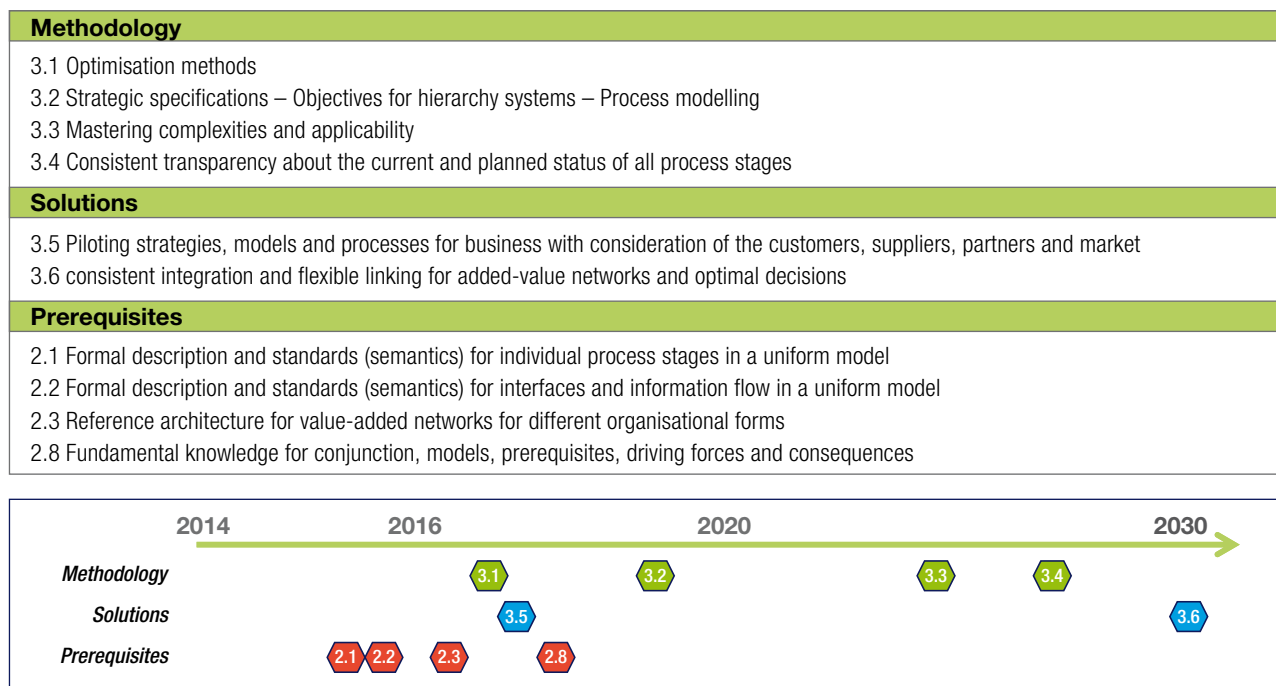 Methodology
3.1 Optimisation methods
3.2 Strategic specifications – Objectives for hierarchy systems – Process modelling
3.3 Mastering complexities and applicability
3.4 Consistent transparency about the current and planned status of all process stages
Solutions
3.5 Piloting strategies, models and processes for business with consideration of the customers, suppliers, partners and market
3.6 consistent integration and flexible linking for added-value networks and optimal decisions
Prerequisites
2.1 Formal description and standards (semantics) for individual process stages in a uniform model
2.2 Formal description and standards (semantics) for interfaces and information flow in a uniform model
2.3 Reference architecture for value-added networks for different organisational forms
2.8 Fundamental knowledge for conjunction, models, prerequisites, driving forces and consequences
2014 2016 2020 2030
Methodology 3.1 3.2 3.3 3.4
Solutions 3.5 3.6
Prerequisites 2.1 2.2 2.3 2.8